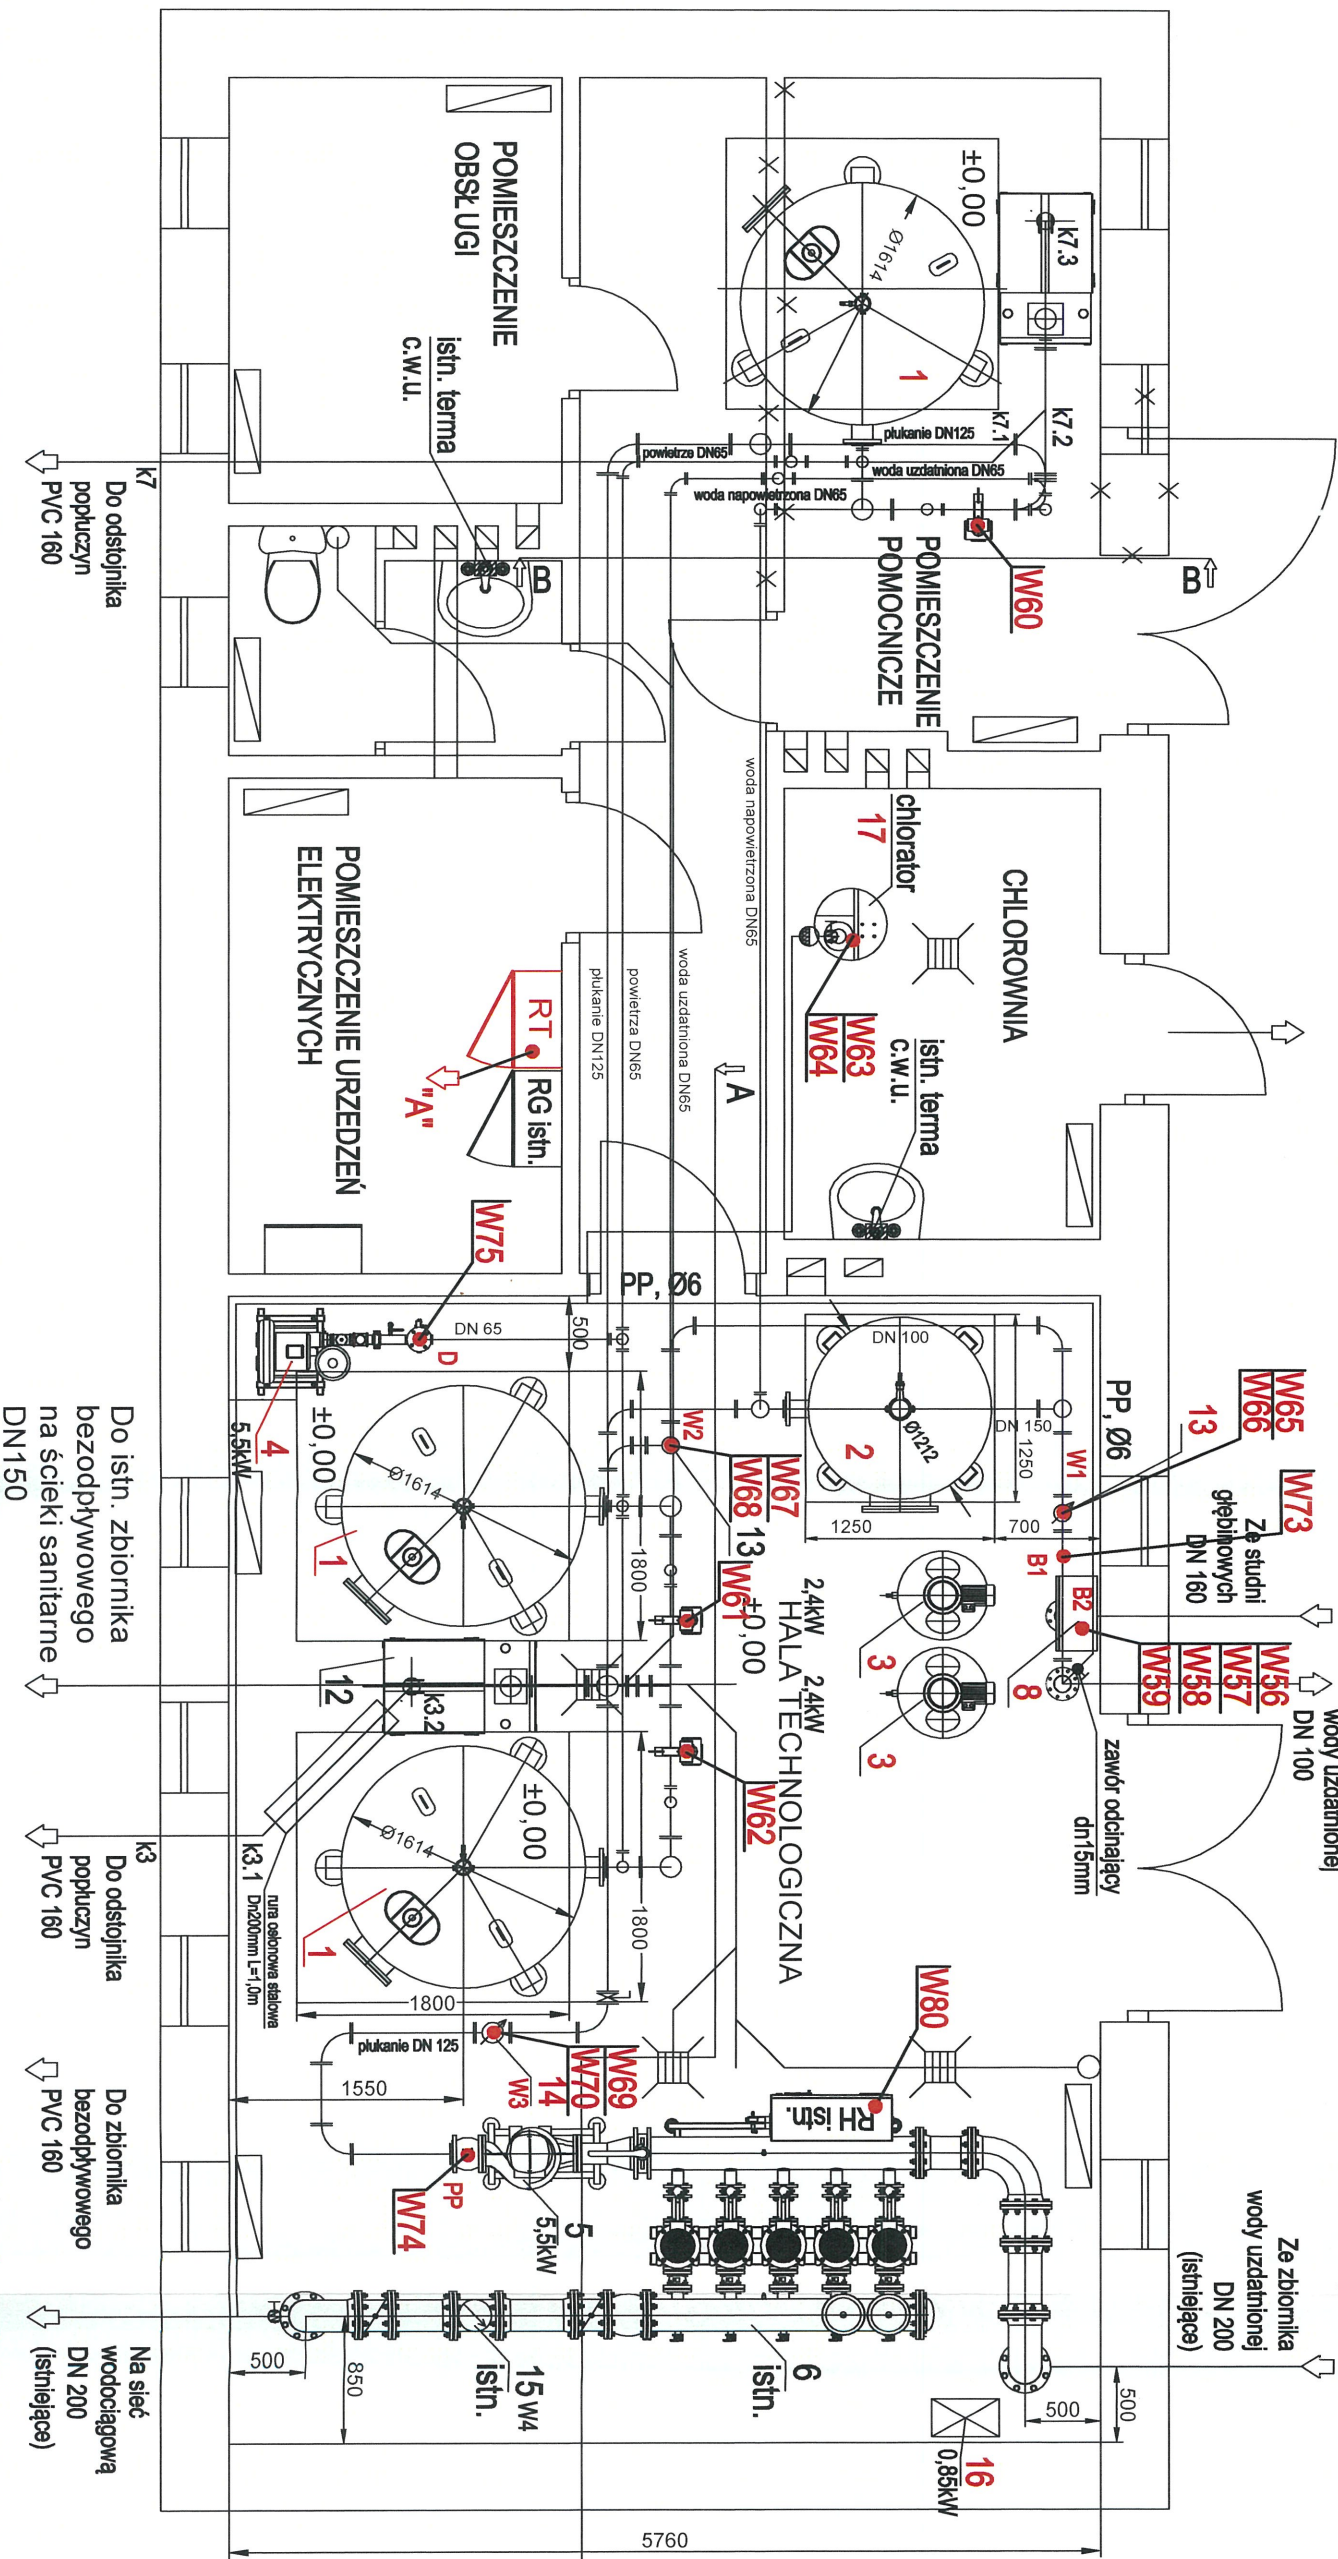 k7.3
±0,00
Ø1614
1
k7.2
k7.1
płukanie DN125
powietrze DN65
woda uzdatniona DN65
woda napowietrzona DN65
POMIESZCZENIE
OBSŁUGI
istn. terma
c.w.u.
k7
Do odstojnika
popłuczyn
PVC 160
POMIESZCZENIE
POMOCNICZE
W60
B
B
chlorator
17
CHLOROWNIA
W63
W64
istn. terma
c.w.u.
woda napowietrzona DN65
woda uzdatniona DN65
powietrza DN65
płukanie DN125
A
POMIESZCZENIE URZEDZEŃ
ELEKTRYCZNYCH
RT
"A"
RG istn.
W75
PP, Ø6
DN 65
D
500
4
5,5kW
±0,00
Ø1614
1
1800
DN 100
Ø1212
2
DN 150
1250
1250
700
PP, Ø6
W1
13
W65
W66
W73
B1
B2
Ze studni
głębinowych
DN 160
8
W56
W57
W58
W59
wody uzdatnionej
DN 100
zawór odcinający
dn15mm
W2
W67
W68
13
W61
±0,00
HALA TECHNOLOGICZNA
2,4kW
2,4kW
3
3
W62
12
k3.2
k3.1
rura osłonowa stalowa
Dn200mm L=1,0m
±0,00
Ø1614
1
1800
1800
Do istn. zbiornika
bezodpływowego
na ścieki sanitarne
DN150
k3
Do odstojnika
popłuczyn
PVC 160
Do zbiornika
bezodpływowego
PVC 160
płukanie DN 125
1550
W3
14
W69
W70
W80
RH istn.
PP
W74
5
5,5kW
6
istn.
15 W4
istn.
500
850
Na sieć
wodociągową
DN 200
(istniejące)
Ze zbiornika
wody uzdatnionej
DN 200
(istniejące)
500
500
16
0,85kW
5760